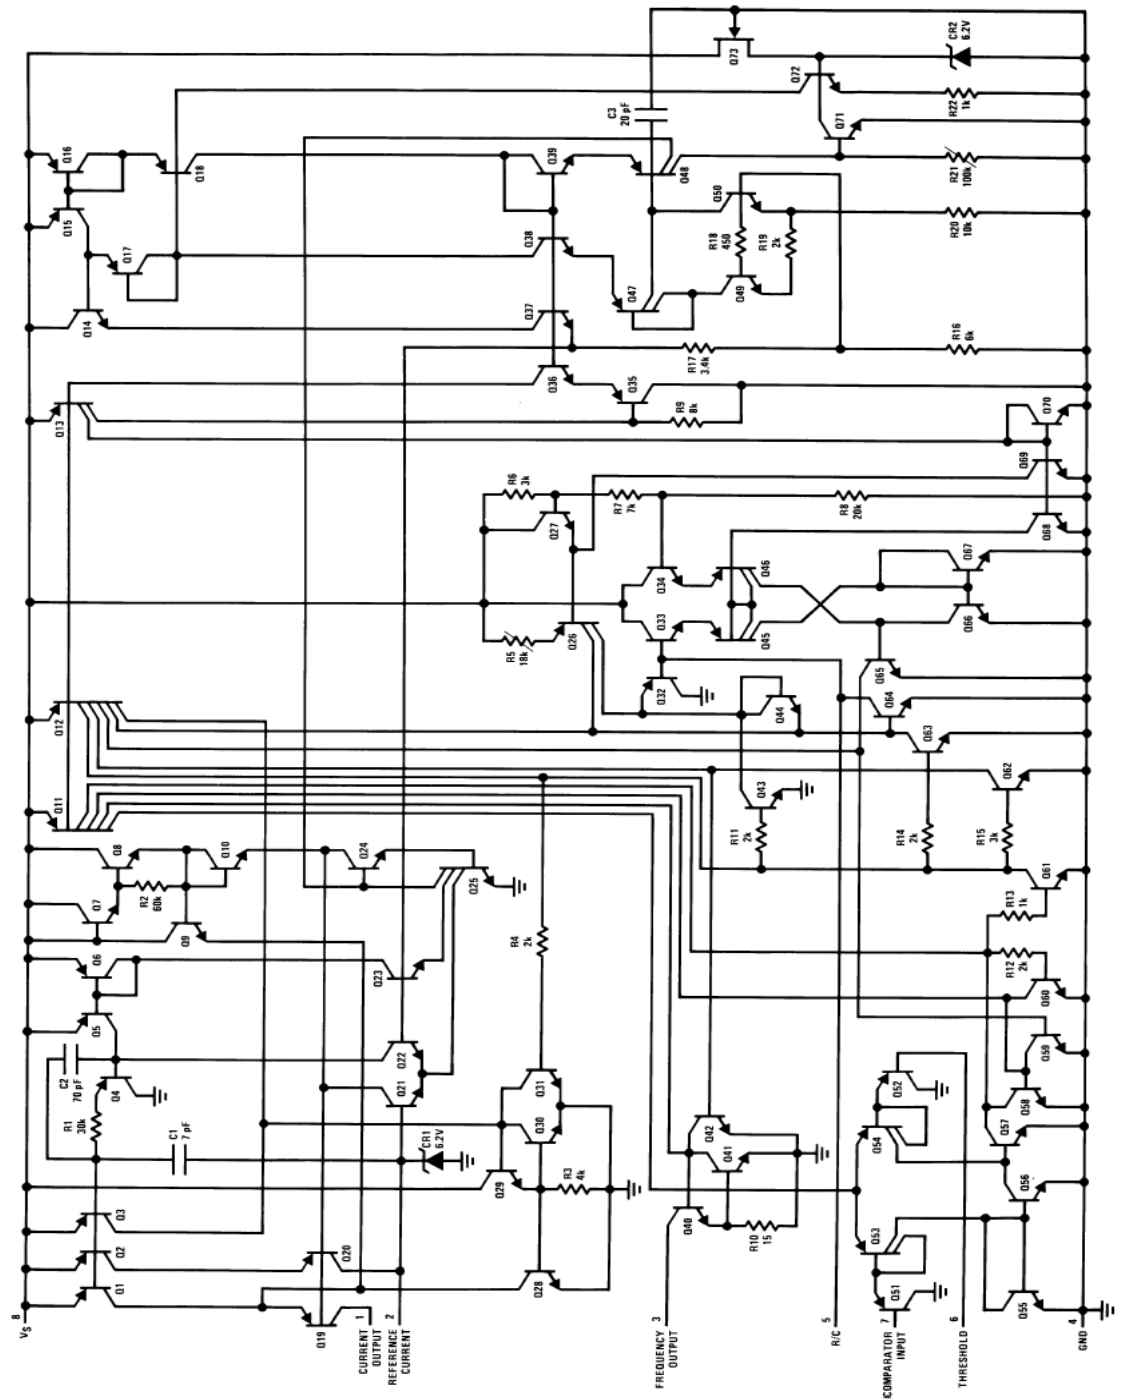 8
Vs
Q1
Q2
Q3
R1
30k
C2
70 pF
Q4
Q5
Q6
Q7
Q8
R2
60k
Q9
Q10
Q11
Q12
Q13
Q14
Q15
Q16
Q17
Q18
C1
7 pF
Q19
Q20
1
CURRENT
OUTPUT
2
REFERENCE
CURRENT
Q21
Q22
Q23
Q24
Q25
CR1
6.2V
Q28
Q29
Q30
Q31
R3
4k
R4
2k
R5
18k
Q26
Q27
R6
3k
R7
7k
R8
20k
Q32
Q33
Q34
Q35
Q36
Q37
Q38
Q39
R9
8k
C3
20 pF
Q73
3
FREQUENCY
OUTPUT
Q40
Q41
Q42
R10
15
R11
2k
Q43
Q44
Q45
Q46
Q47
Q48
R17
3.4k
Q49
Q50
R18
450
R19
2k
5
R/C
7
COMPARATOR
INPUT
6
THRESHOLD
Q51
Q52
Q53
Q54
R14
2k
R15
3k
Q62
Q63
Q64
Q65
Q66
Q67
Q71
Q72
CR2
6.2V
R16
6k
R20
10k
R21
100k
R22
1k
4
GND
Q55
Q56
Q57
Q58
Q59
Q60
R12
2k
R13
1k
Q61
Q68
Q69
Q70